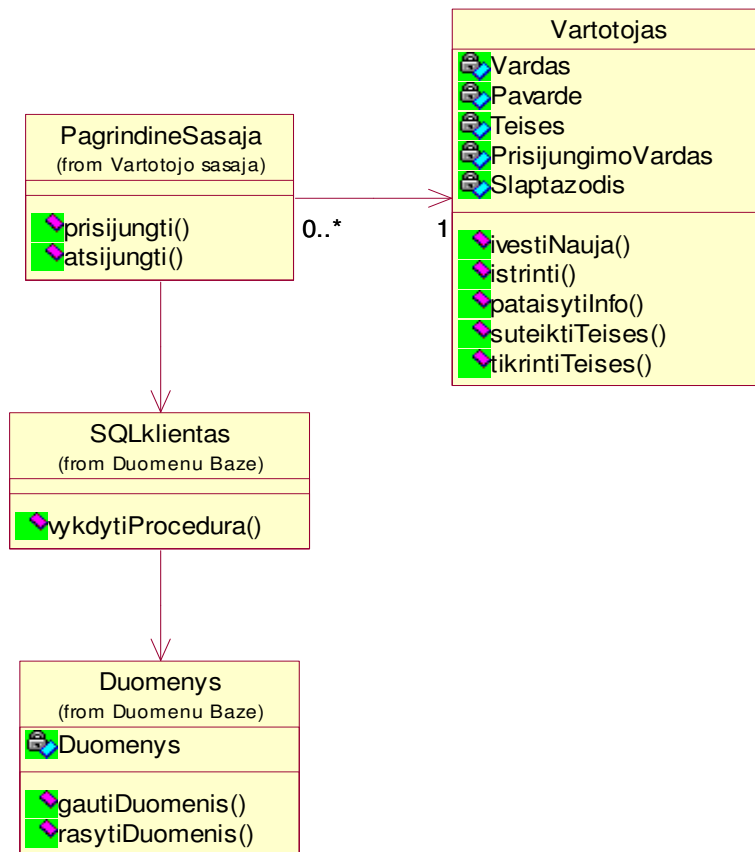 Vartotojas
Vardas
Pavarde
Teises
PrisijungimoVardas
Slaptazodis
ivestiNauja()
istrinti()
pataisytiInfo()
suteiktiTeises()
tikrintiTeises()
PagrindineSasaja
(from Vartotojo sasaja)
prisijungti()
atsijungti()
0..*
1
SQLklientas
(from Duomenu Baze)
vykdytiProcedura()
Duomenys
(from Duomenu Baze)
Duomenys
gautiDuomenis()
rasytiDuomenis()